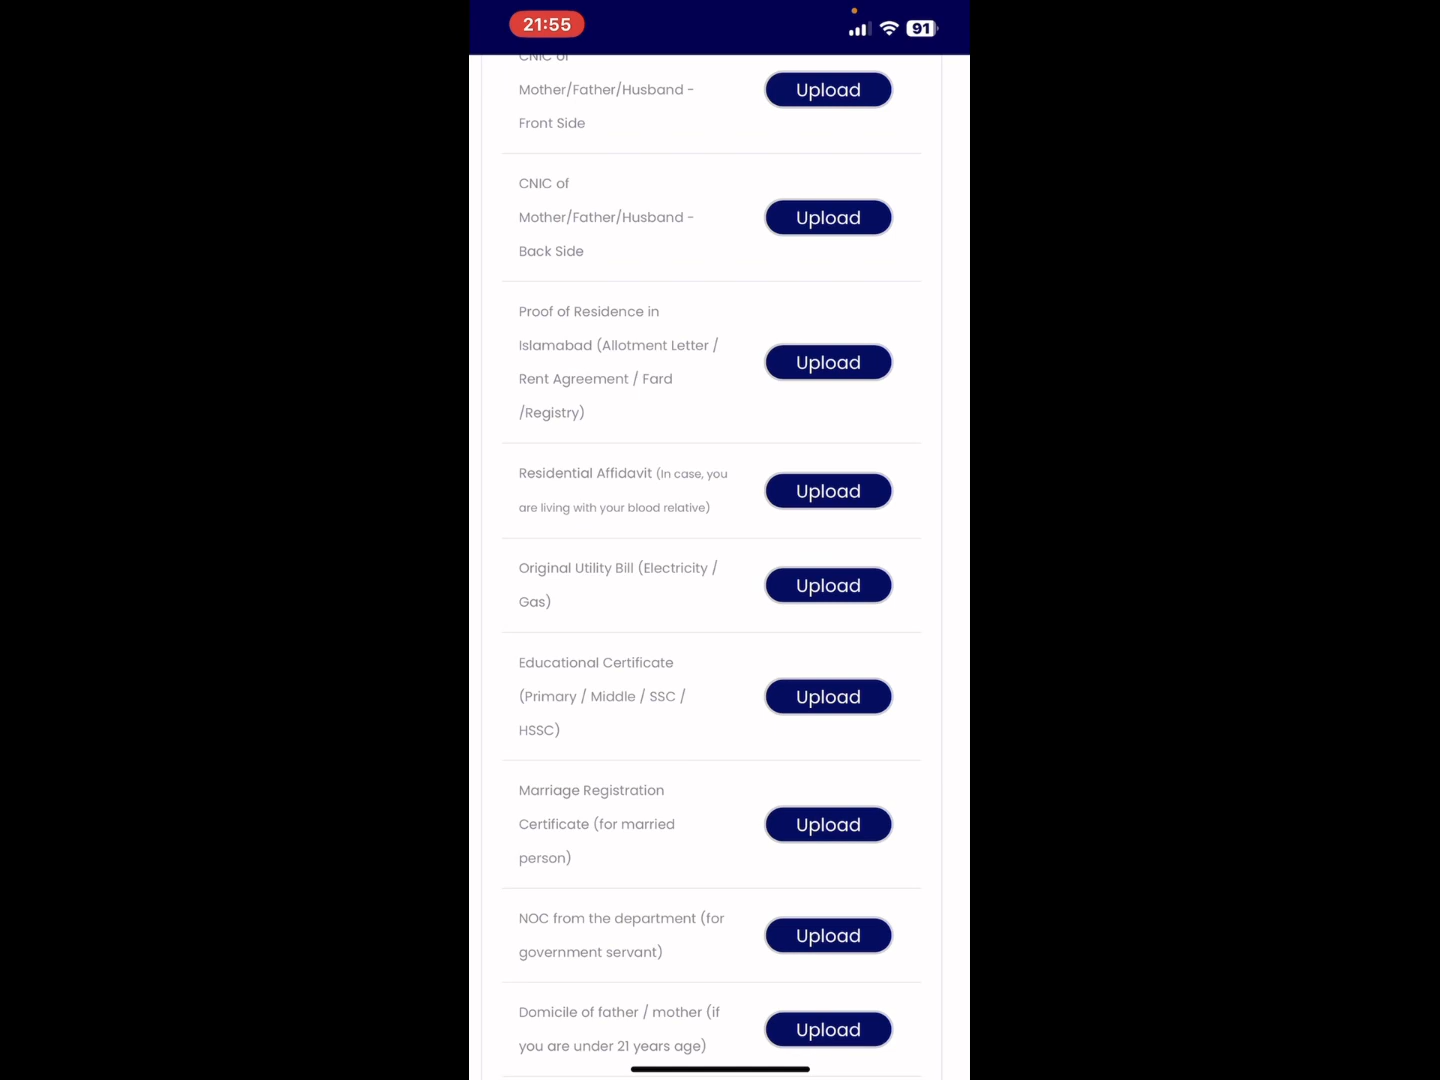 21:55
91
CNIC of
Mother/Father/Husband -
Front Side
Upload
CNIC of
Mother/Father/Husband -
Back Side
Upload
Proof of Residence in
Islamabad (Allotment Letter /
Rent Agreement / Fard
/Registry)
Upload
Residential Affidavit (In case, you
are living with your blood relative)
Upload
Original Utility Bill (Electricity /
Gas)
Upload
Educational Certificate
(Primary / Middle / SSC /
HSSC)
Upload
Marriage Registration
Certificate (for married
person)
Upload
NOC from the department (for
government servant)
Upload
Domicile of father / mother (if
you are under 21 years age)
Upload